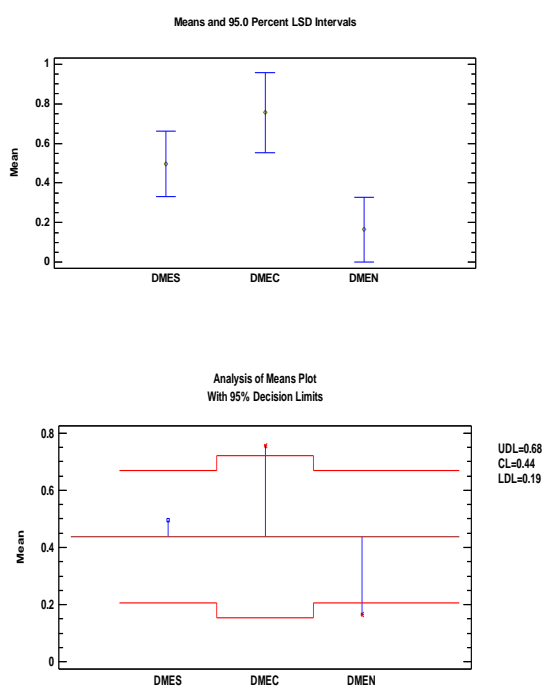 Means and 95.0 Percent LSD Intervals
1
0.8
0.6
0.4
0.2
0
Mean
DMES DMEC DMEN
Analysis of Means Plot
With 95% Decision Limits
0.8
0.6
0.4
0.2
0
Mean
DMES DMEC DMEN
UDL=0.68
CL=0.44
LDL=0.19